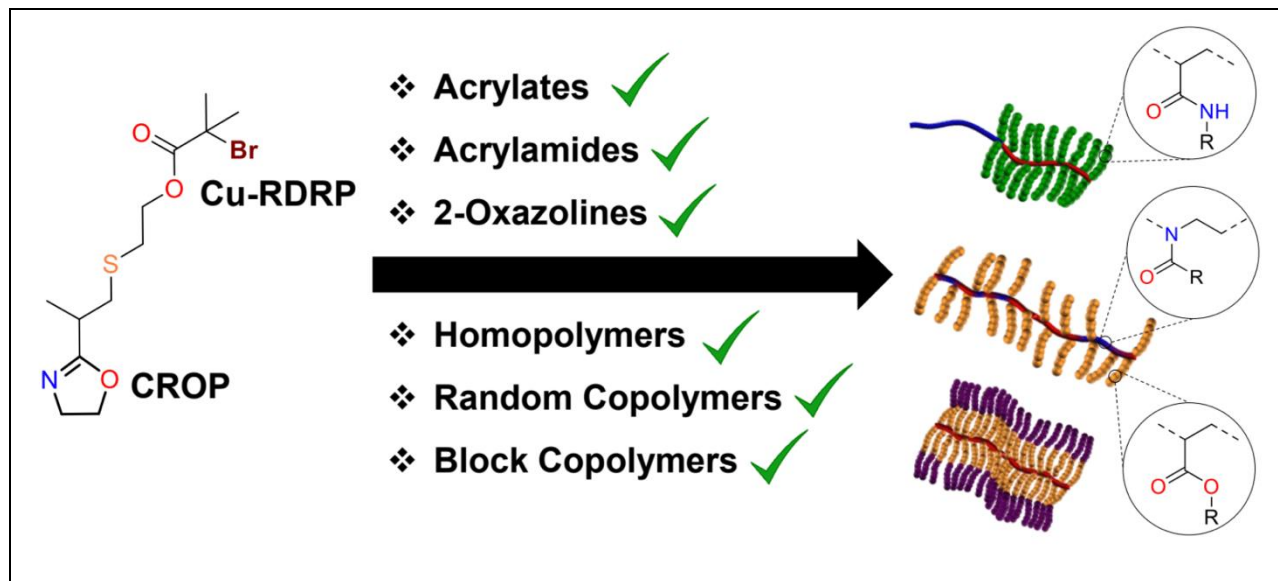 O
Br
O
Cu-RDRP
S
N
O
CROP
❖ Acrylates
❖ Acrylamides
❖ 2-Oxazolines
❖ Homopolymers
❖ Random Copolymers
❖ Block Copolymers
O
NH
R
N
O
R
O
O
R